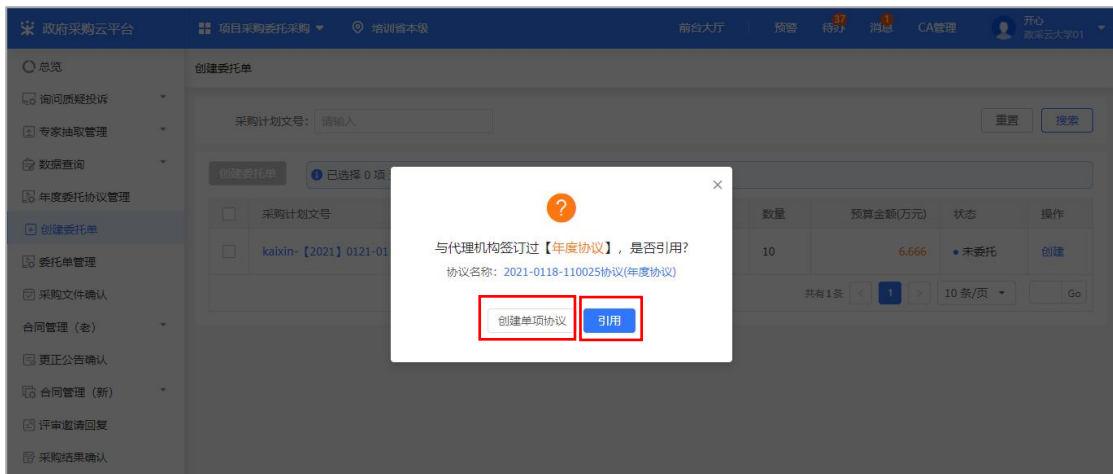 政府采购云平台
项目采购委托采购
培训省本级
前台大厅
预警
待办
37
消息
1
CA管理
开心
政采云大学01
总览
询问质疑投诉
专家抽取管理
数据查询
年度委托协议管理
创建委托单
委托单管理
采购文件确认
合同管理（老）
更正公告确认
合同管理（新）
评审邀请回复
采购结果确认
创建委托单
采购计划文号： 请输入
重置 搜索
创建委托单 已选择 0 项
采购计划文号 数量 预算金额(万元) 状态 操作
kaixin-【2021】0121-01 10 6.666 未委托 创建
共有1条 < 1 > 10 条/页 Go
×
?
与代理机构签订过【年度协议】，是否引用?
协议名称：2021-0118-110025协议(年度协议)
创建单项协议 引用